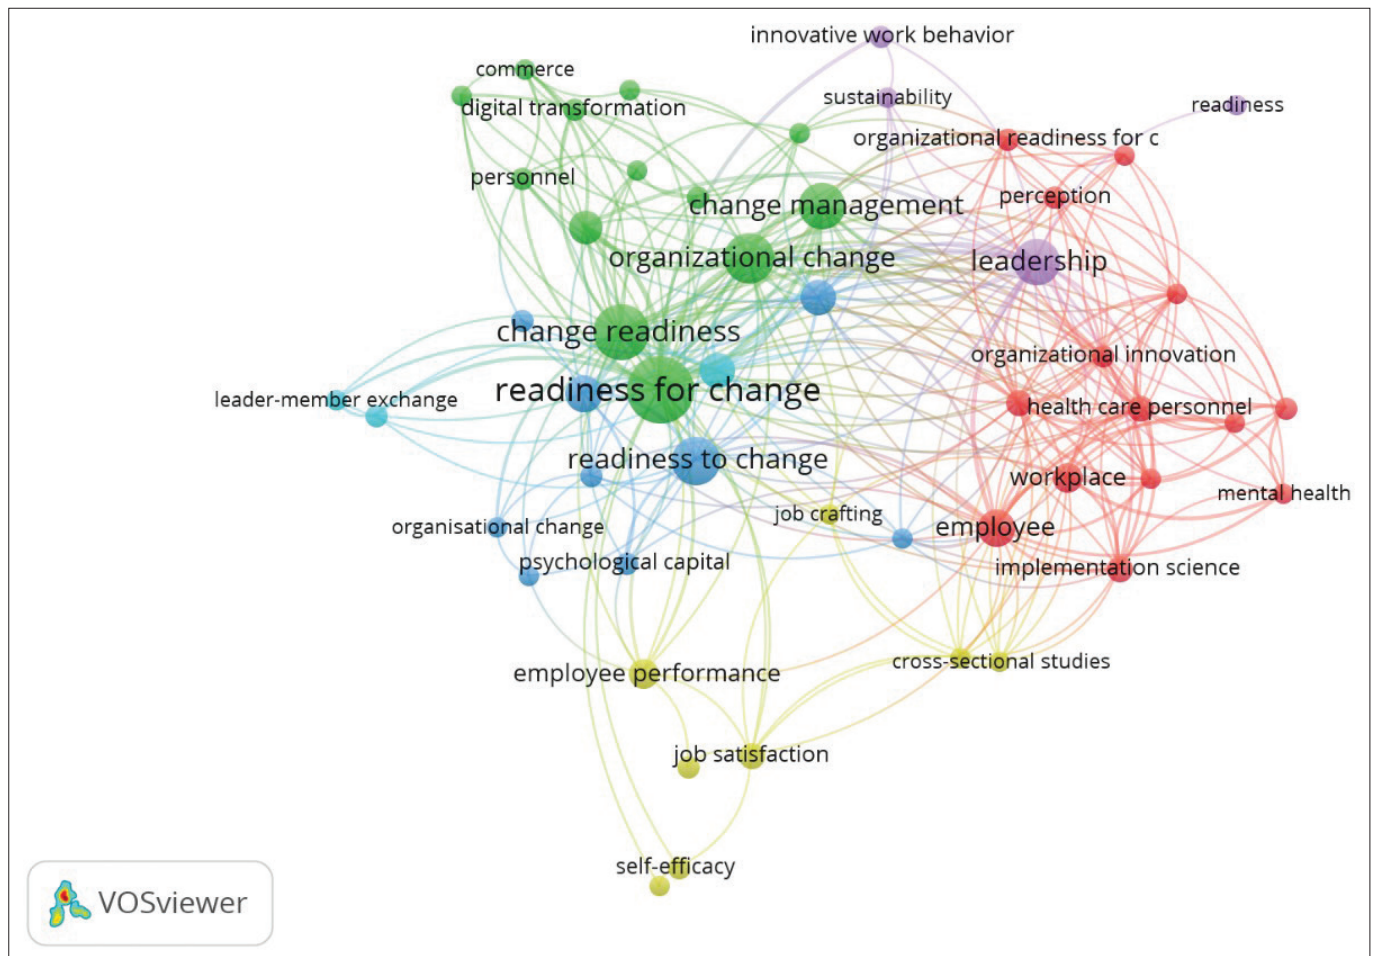 innovative work behavior
commerce
sustainability
readiness
digital transformation
organizational readiness for c
personnel
perception
change management
organizational change
leadership
change readiness
organizational innovation
readiness for change
leader-member exchange
health care personnel
readiness to change
workplace
mental health
job crafting
organisational change
employee
psychological capital
implementation science
employee performance
cross-sectional studies
job satisfaction
self-efficacy
VOSviewer